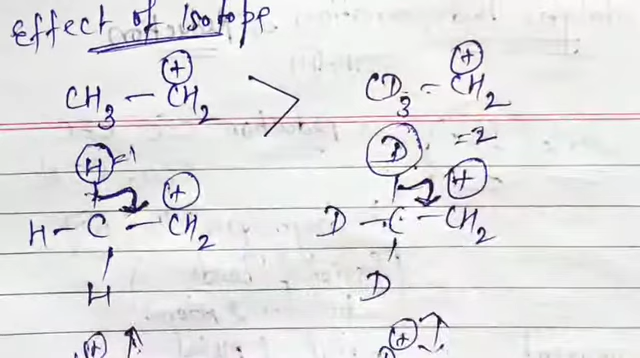 Effect of Isotope
CH3 – CH2 ⊕ > CD3 – CH2 ⊕
H = 1
D = 2
H – C – CH2 ⊕
H
D – C – CH2 ⊕
D
⊕ ↑
⊕ ↑